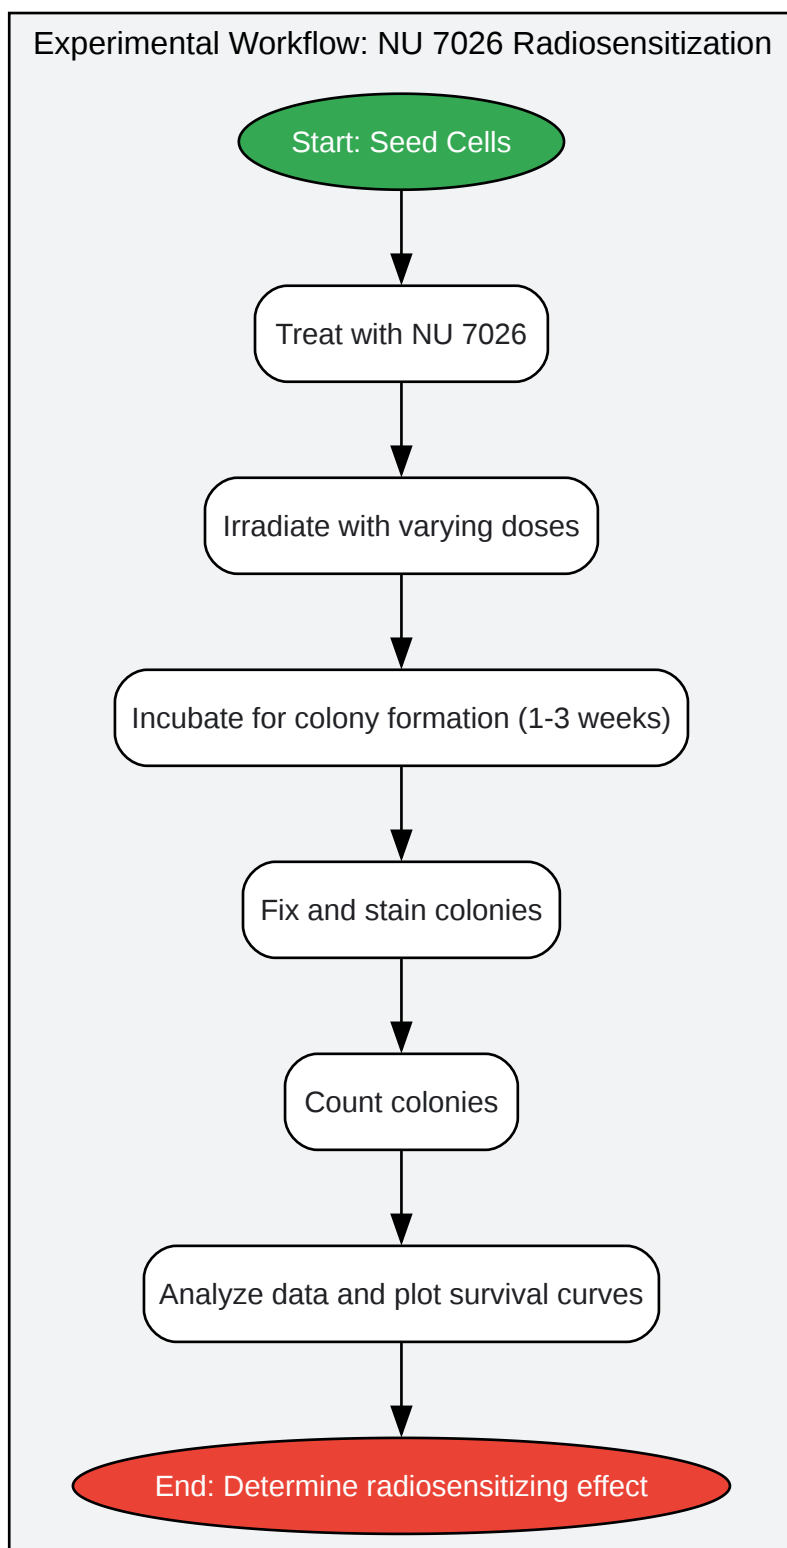 Experimental Workflow: NU 7026 Radiosensitization
Start: Seed Cells
Treat with NU 7026
Irradiate with varying doses
Incubate for colony formation (1-3 weeks)
Fix and stain colonies
Count colonies
Analyze data and plot survival curves
End: Determine radiosensitizing effect